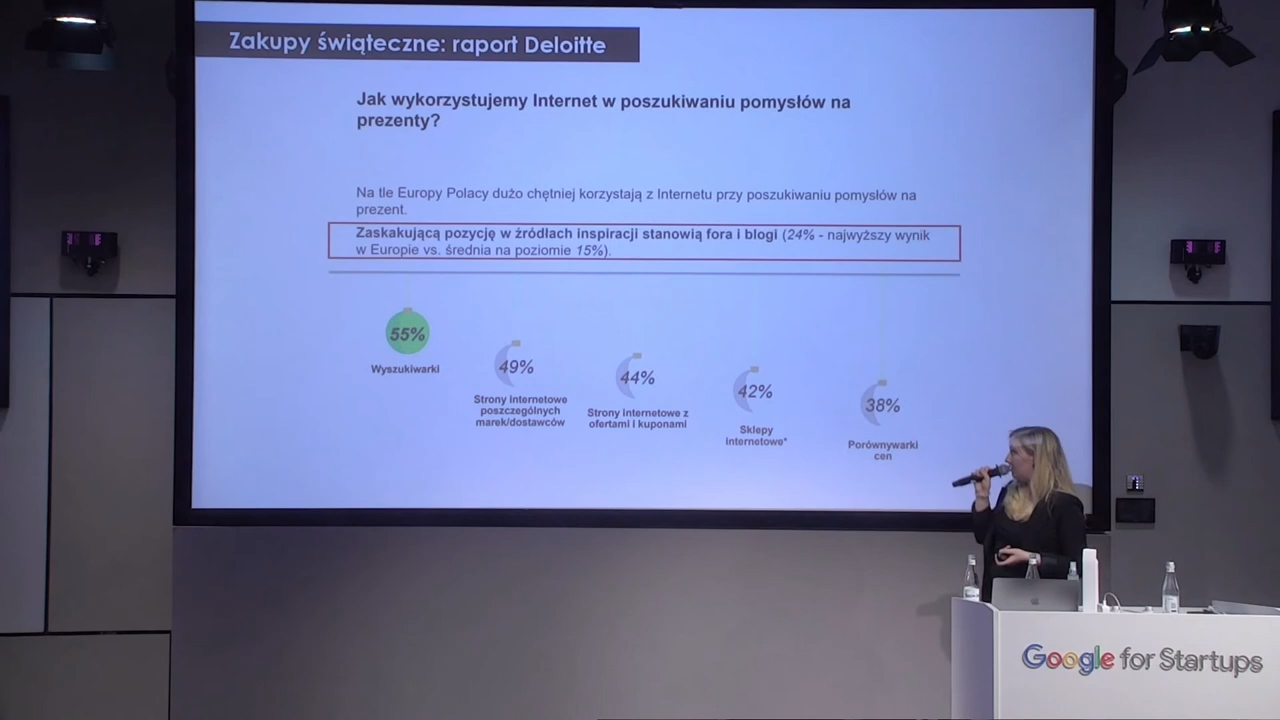 Zakupy świąteczne: raport Deloitte
Jak wykorzystujemy Internet w poszukiwaniu pomysłów na
prezenty?
Na tle Europy Polacy dużo chętniej korzystają z Internetu przy poszukiwaniu pomysłów na
prezent.
Zaskakującą pozycję w źródłach inspiracji stanowią fora i blogi (24% - najwyższy wynik
w Europie vs. średnia na poziomie 15%).
55%
Wyszukiwarki
49%
Strony internetowe
poszczególnych
marek/dostawców
44%
Strony internetowe z
ofertami i kuponami
42%
Sklepy
internetowe*
38%
Porównywarki
cen
Google for Startups